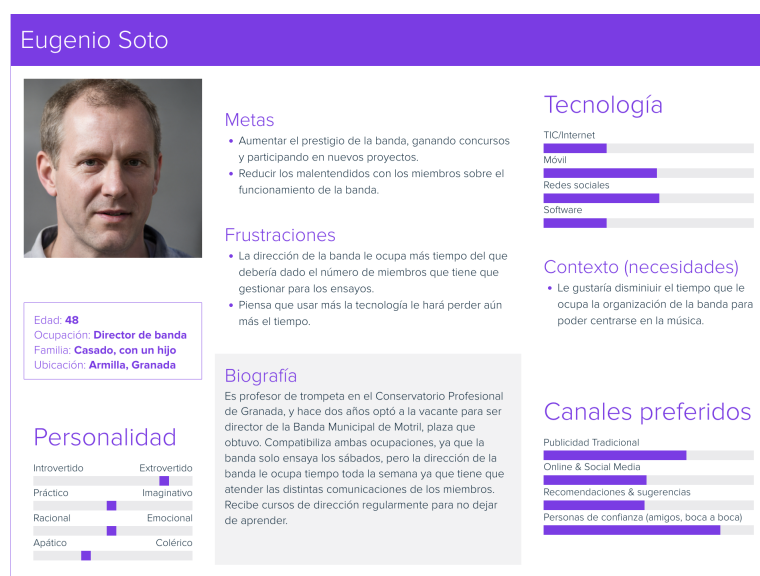 Eugenio Soto
Edad: 48
Ocupación: Director de banda
Familia: Casado, con un hijo
Ubicación: Armilla, Granada
Personalidad
Introvertido Extrovertido
Práctico Imaginativo
Racional Emocional
Apático Colérico
Metas
• Aumentar el prestigio de la banda, ganando concursos
y participando en nuevos proyectos.
• Reducir los malentendidos con los miembros sobre el
funcionamiento de la banda.
Frustraciones
• La dirección de la banda le ocupa más tiempo del que
debería dado el número de miembros que tiene que
gestionar para los ensayos.
• Piensa que usar más la tecnología le hará perder aún
más el tiempo.
Biografía
Es profesor de trompeta en el Conservatorio Profesional
de Granada, y hace dos años optó a la vacante para ser
director de la Banda Municipal de Motril, plaza que
obtuvo. Compatibiliza ambas ocupaciones, ya que la
banda solo ensaya los sábados, pero la dirección de la
banda le ocupa tiempo toda la semana ya que tiene que
atender las distintas comunicaciones de los miembros.
Recibe cursos de dirección regularmente para no dejar
de aprender.
Tecnología
TIC/Internet
Móvil
Redes sociales
Software
Contexto (necesidades)
• Le gustaría disminiuir el tiempo que le
ocupa la organización de la banda para
poder centrarse en la música.
Canales preferidos
Publicidad Tradicional
Online & Social Media
Recomendaciones & sugerencias
Personas de confianza (amigos, boca a boca)